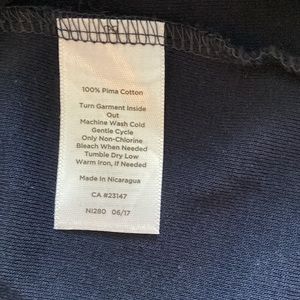 100% Pima Cotton
Turn Garment Inside
Out
Machine Wash Cold
Gentle Cycle
Only Non-Chlorine
Bleach When Needed
Tumble Dry Low
Warm Iron, if Needed
Made In Nicaragua
CA #23147
NI280 06/17